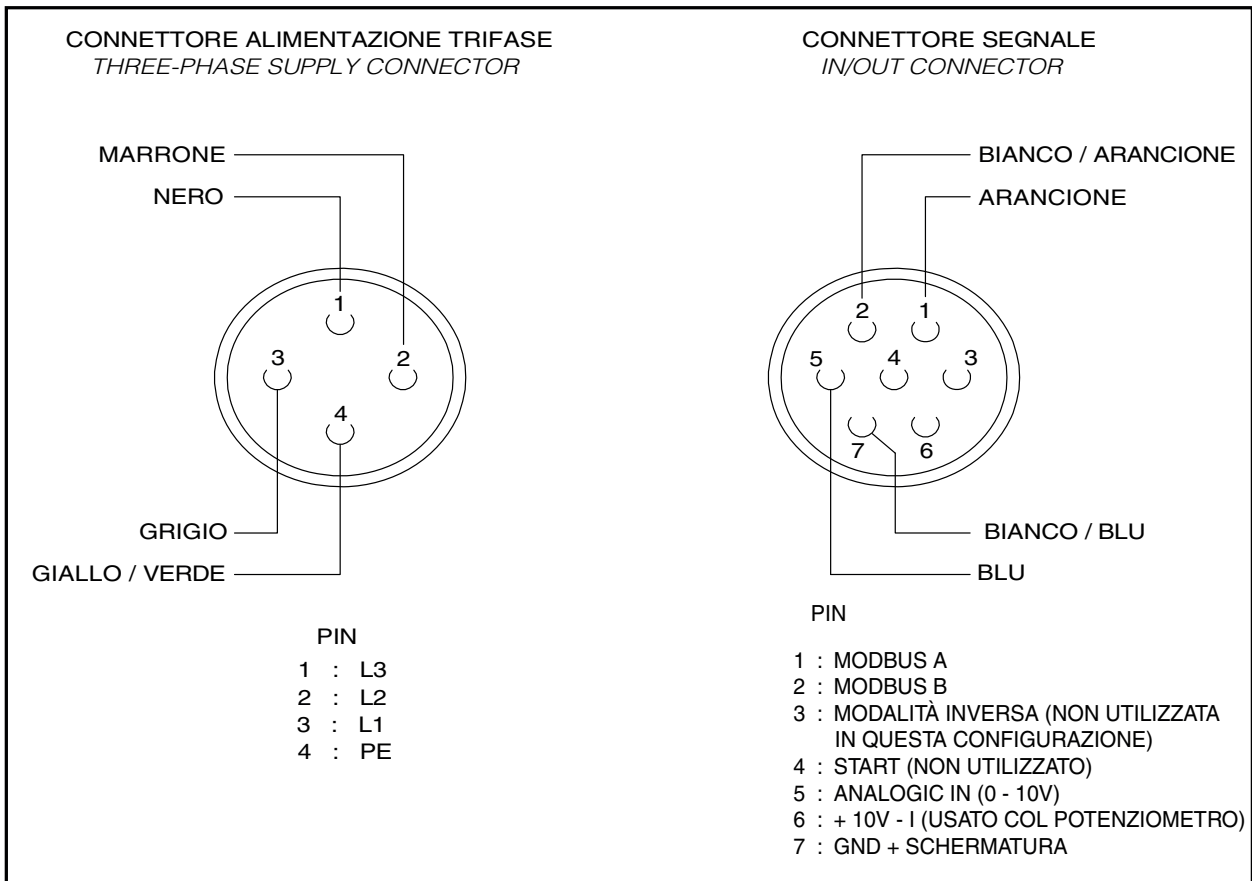 CONNETTORE ALIMENTAZIONE TRIFASE
THREE-PHASE SUPPLY CONNECTOR
MARRONE
NERO
1
3
2
4
GRIGIO
GIALLO / VERDE
PIN
1 : L3
2 : L2
3 : L1
4 : PE
CONNETTORE SEGNALE
IN/OUT CONNECTOR
BIANCO / ARANCIONE
ARANCIONE
2 1
5 4 3
7 6
BIANCO / BLU
BLU
PIN
1 : MODBUS A
2 : MODBUS B
3 : MODALITÀ INVERSA (NON UTILIZZATA
IN QUESTA CONFIGURAZIONE)
4 : START (NON UTILIZZATO)
5 : ANALOGIC IN (0 - 10V)
6 : + 10V - I (USATO COL POTENZIOMETRO)
7 : GND + SCHERMATURA